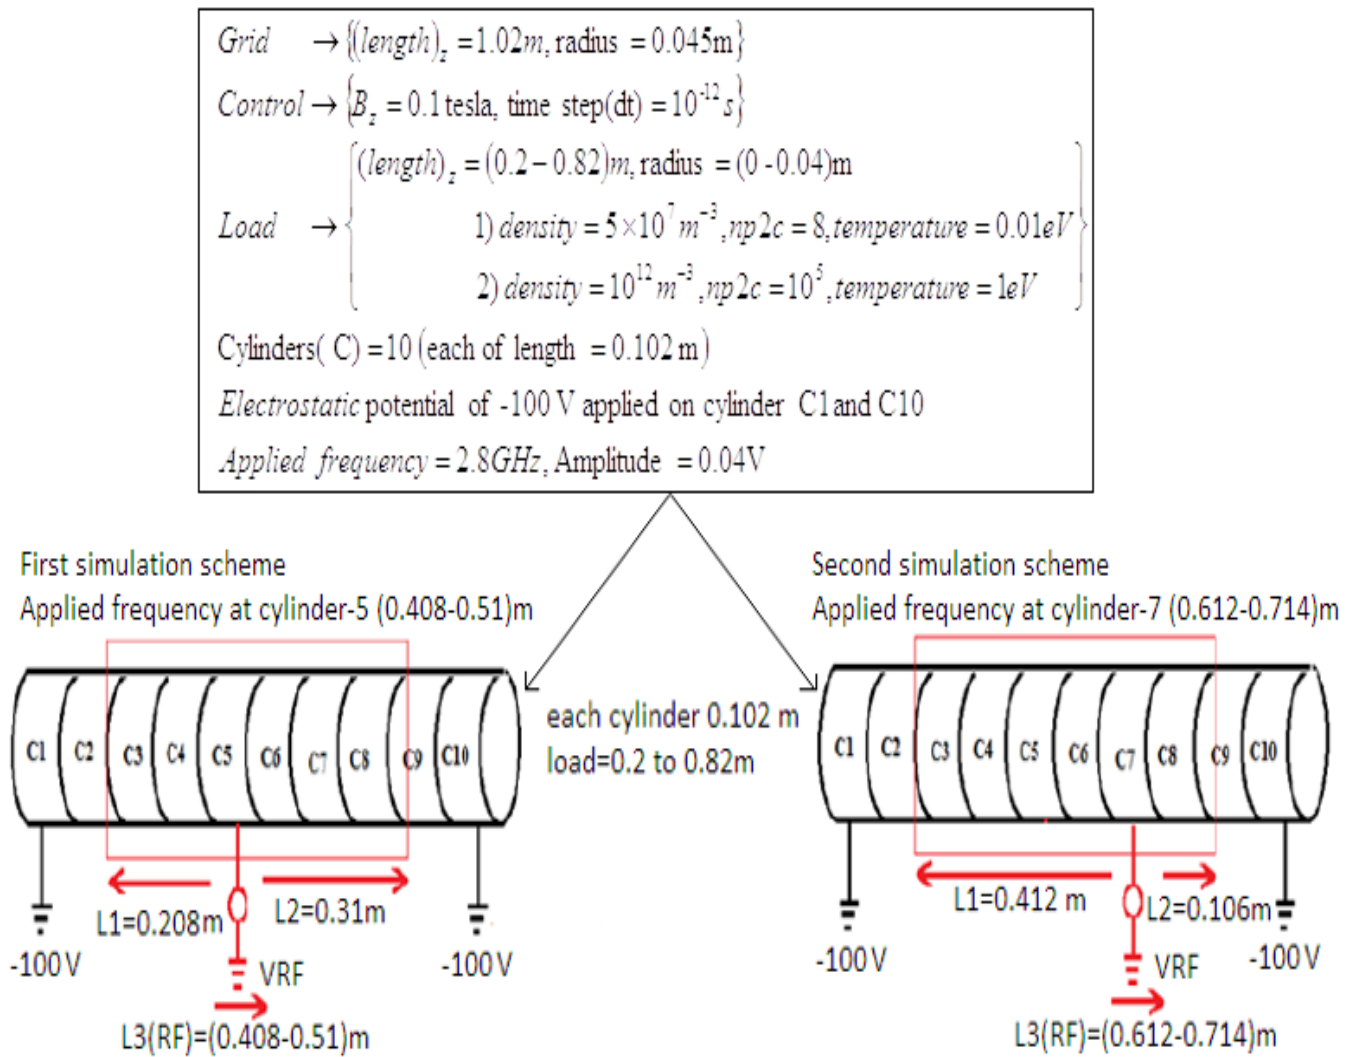 Grid → {(length)z = 1.02m, radius = 0.045m}
Control → {Bz = 0.1 tesla, time step(dt) = 10^-12 s}
(length)z = (0.2 – 0.82)m, radius = (0 - 0.04)m
Load → { 1) density = 5×10^7 m^-3, np2c = 8, temperature = 0.01eV }
2) density = 10^12 m^-3, np2c = 10^5, temperature = 1eV
Cylinders( C) = 10 (each of length = 0.102 m)
Electrostatic potential of -100 V applied on cylinder C1 and C10
Applied frequency = 2.8GHz, Amplitude = 0.04V
First simulation scheme
Applied frequency at cylinder-5 (0.408-0.51)m
C1 C2 C3 C4 C5 C6 C7 C8 C9 C10
L1=0.208m L2=0.31m
-100 V VRF -100 V
L3(RF)=(0.408-0.51)m
each cylinder 0.102 m
load=0.2 to 0.82m
Second simulation scheme
Applied frequency at cylinder-7 (0.612-0.714)m
C1 C2 C3 C4 C5 C6 C7 C8 C9 C10
L1=0.412 m L2=0.106m
-100 V VRF -100 V
L3(RF)=(0.612-0.714)m